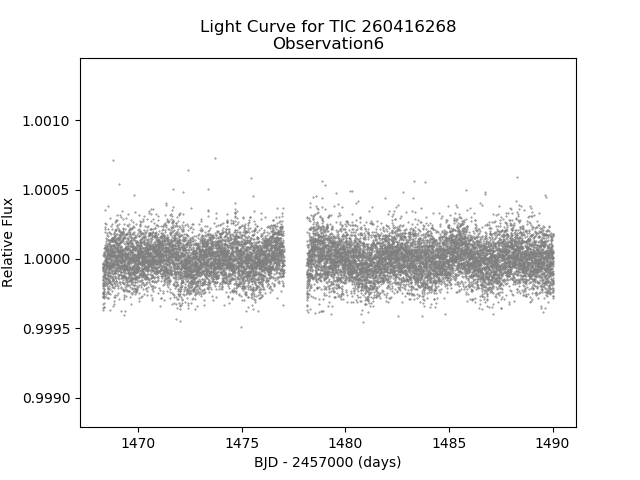 Light Curve for TIC 260416268
Observation6
1.0010
1.0005
1.0000
0.9995
0.9990
Relative Flux
1470
1475
1480
1485
1490
BJD - 2457000 (days)